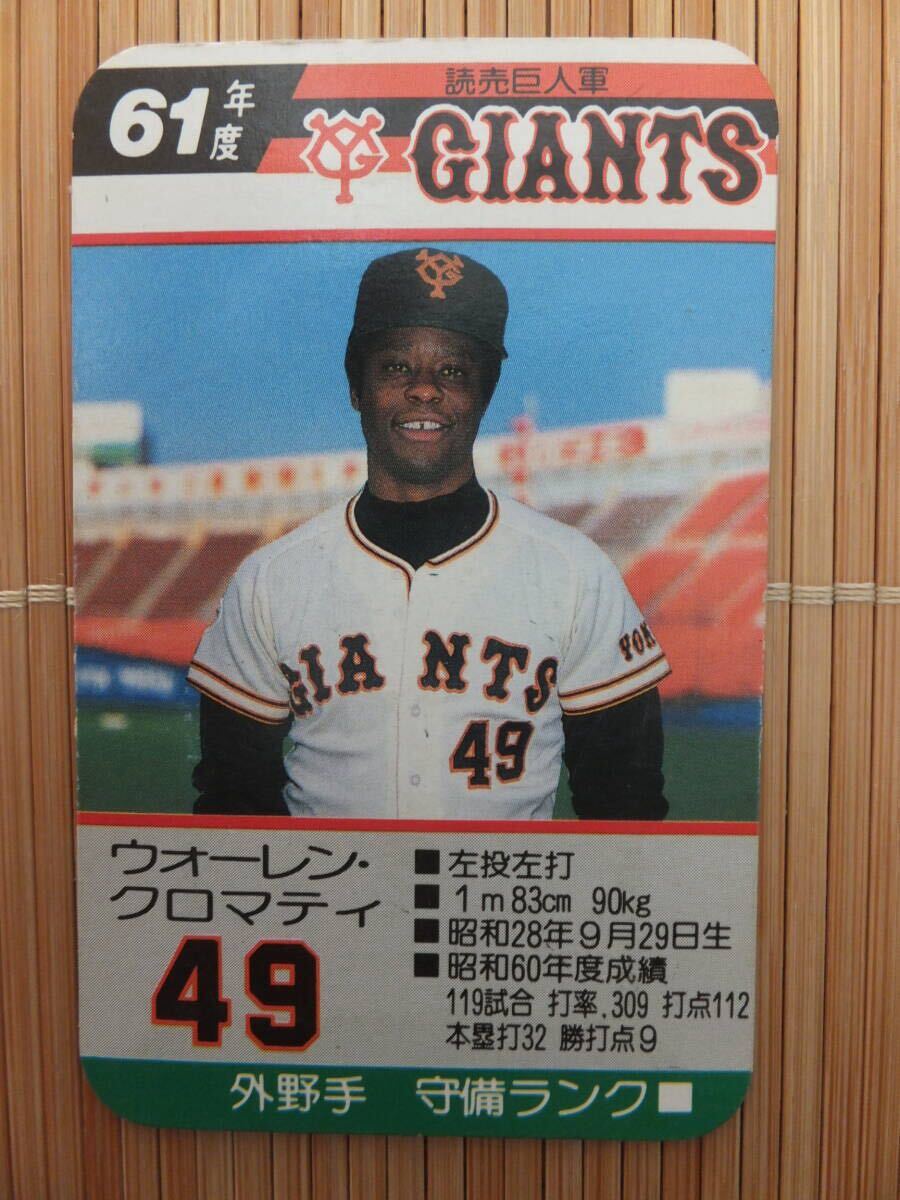 61年度
読売巨人軍
GIANTS
GIANTS
49
ウォーレン・
クロマティ
49
■左投左打
■1m83cm 90kg
■昭和28年9月29日生
■昭和60年度成績
119試合 打率.309 打点112
本塁打32 勝打点9
外野手 守備ランク■